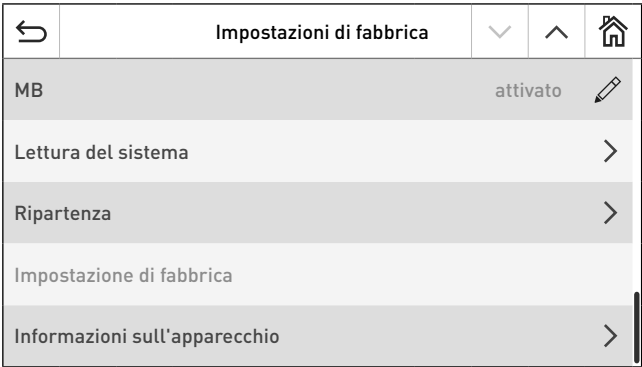 Impostazioni di fabbrica
MB attivato
Lettura del sistema
Ripartenza
Impostazione di fabbrica
Informazioni sull'apparecchio